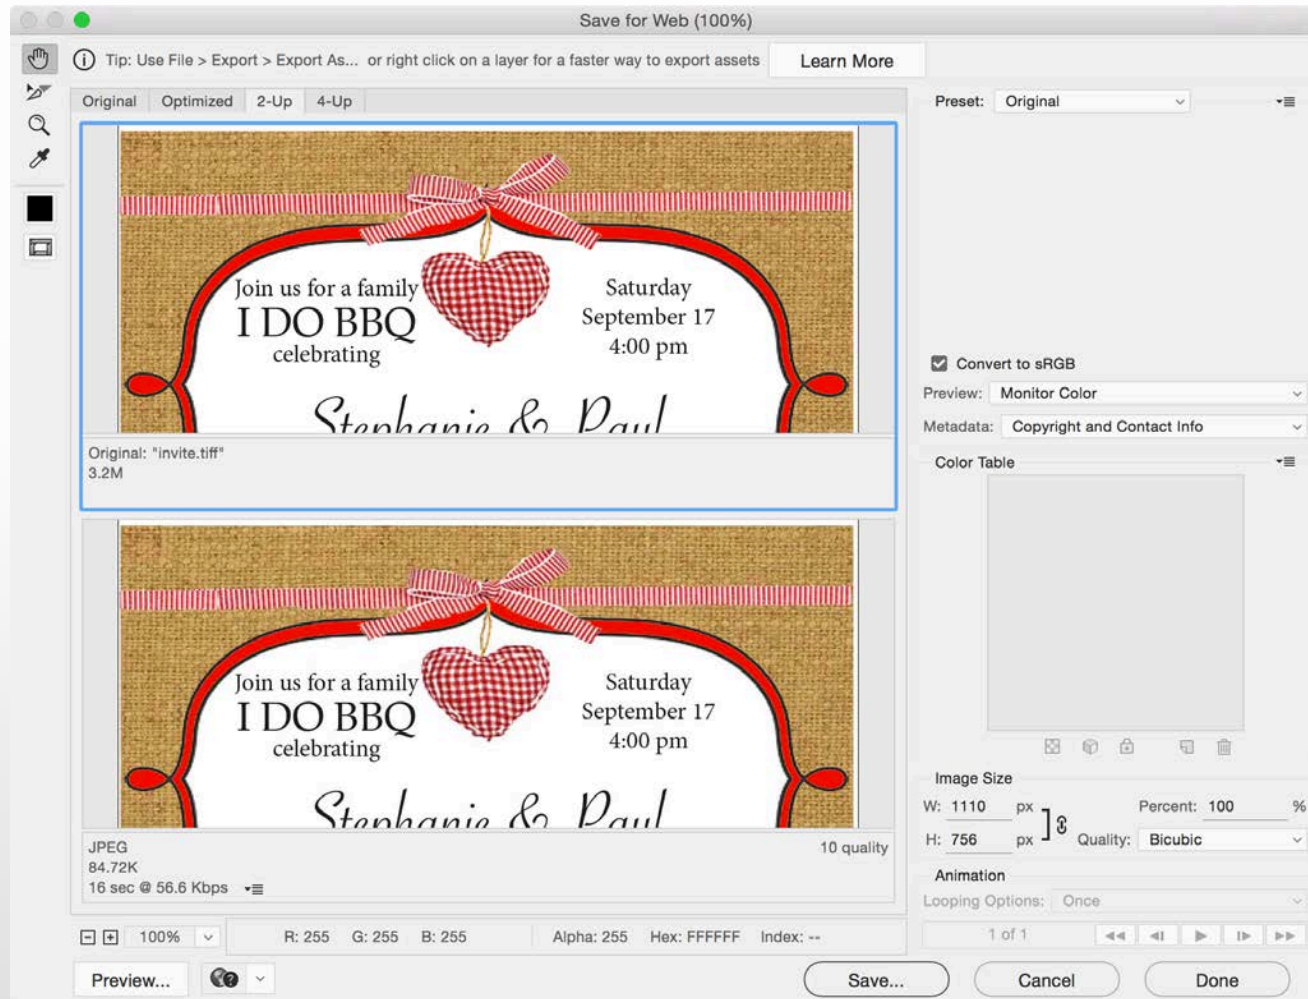 Save for Web (100%)
Tip: Use File > Export > Export As... or right click on a layer for a faster way to export assets
Learn More
Original Optimized 2-Up 4-Up
Join us for a family
I DO BBQ
celebrating
Saturday
September 17
4:00 pm
Stephanie & Paul
Original: "invite.tiff"
3.2M
Join us for a family
I DO BBQ
celebrating
Saturday
September 17
4:00 pm
Stephanie & Paul
JPEG
84.72K
16 sec @ 56.6 Kbps
10 quality
100%
R: 255 G: 255 B: 255 Alpha: 255 Hex: FFFFFF Index: --
Preview...
Preset: Original
Convert to sRGB
Preview: Monitor Color
Metadata: Copyright and Contact Info
Color Table
Image Size
W: 1110 px Percent: 100 %
H: 756 px Quality: Bicubic
Animation
Looping Options: Once
1 of 1
Save... Cancel Done